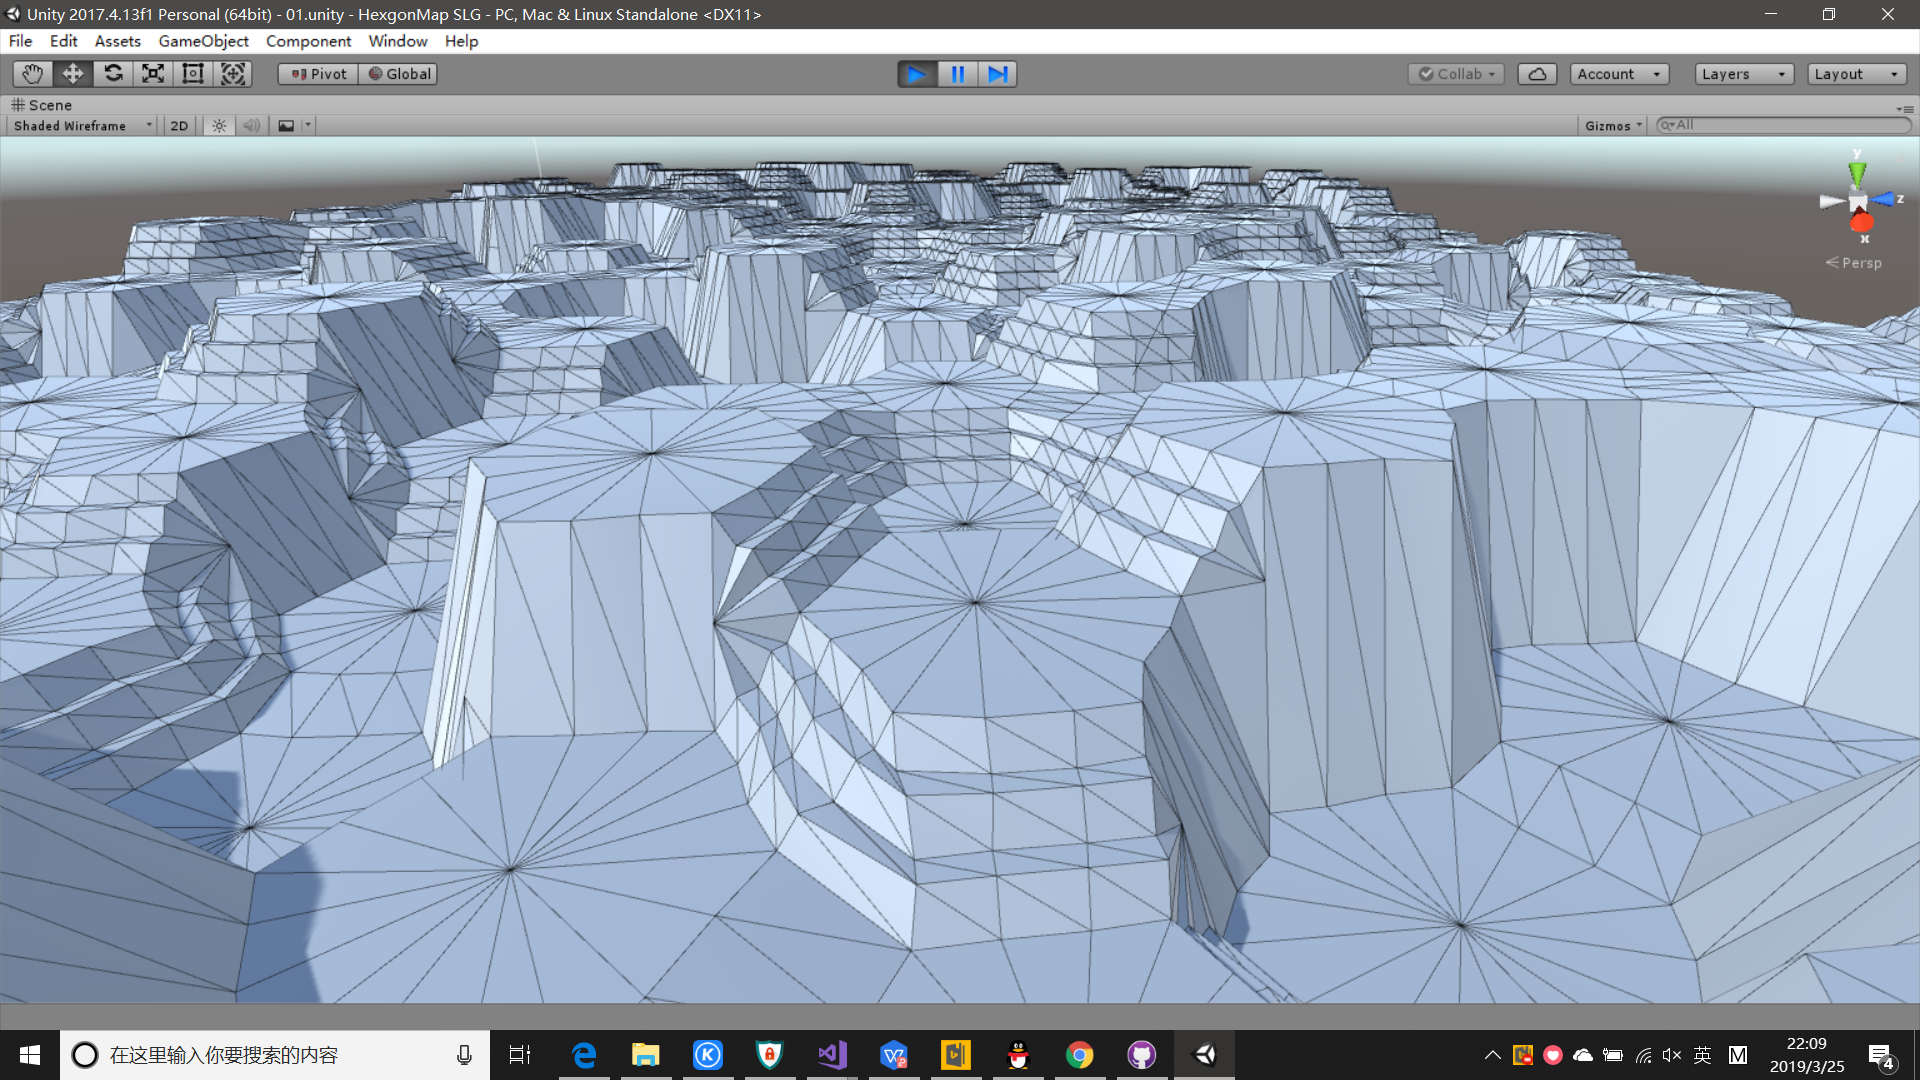 Unity 2017.4.13f1 Personal (64bit) - 01.unity - HexgonMap SLG - PC, Mac & Linux Standalone <DX11>
File Edit Assets GameObject Component Window Help
Pivot Global Collab Account Layers Layout
Scene
Shaded Wireframe 2D Gizmos All
y
z
x
Persp
在这里输入你要搜索的内容
英 M
22:09
2019/3/25
4